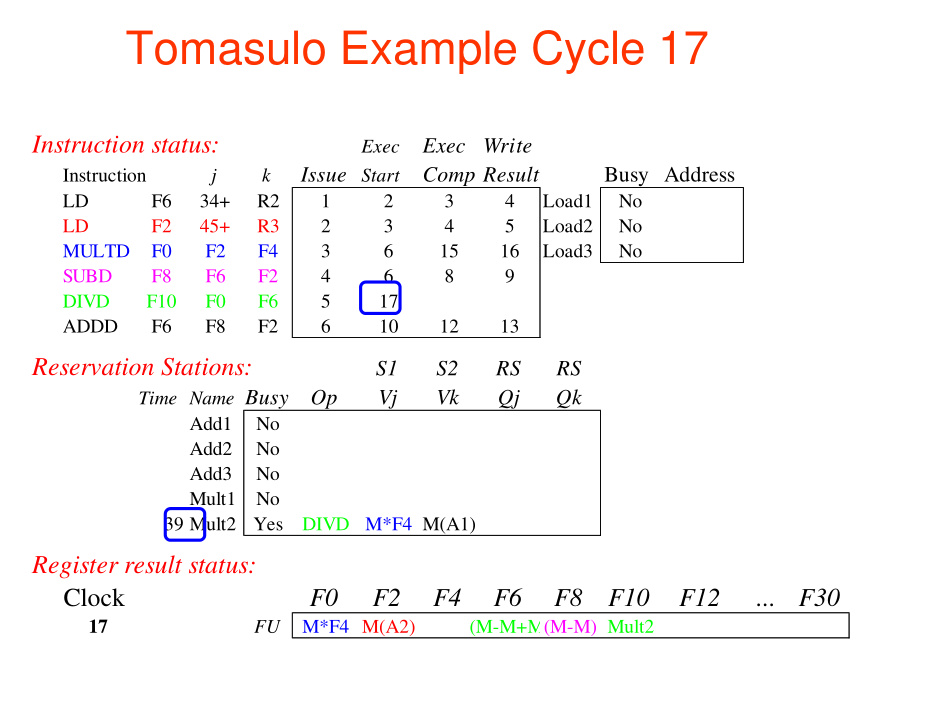 Tomasulo Example Cycle 17
Instruction status: Exec Exec Write
Instruction j k Issue Start Comp Result Busy Address
LD F6 34+ R2 1 2 3 4 Load1 No
LD F2 45+ R3 2 3 4 5 Load2 No
MULTD F0 F2 F4 3 6 15 16 Load3 No
SUBD F8 F6 F2 4 6 8 9
DIVD F10 F0 F6 5 17
ADDD F6 F8 F2 6 10 12 13
Reservation Stations: S1 S2 RS RS
Time Name Busy Op Vj Vk Qj Qk
Add1 No
Add2 No
Add3 No
Mult1 No
39 Mult2 Yes DIVD M*F4 M(A1)
Register result status:
Clock F0 F2 F4 F6 F8 F10 F12 ... F30
17 FU M*F4 M(A2) (M-M+M (M-M) Mult2